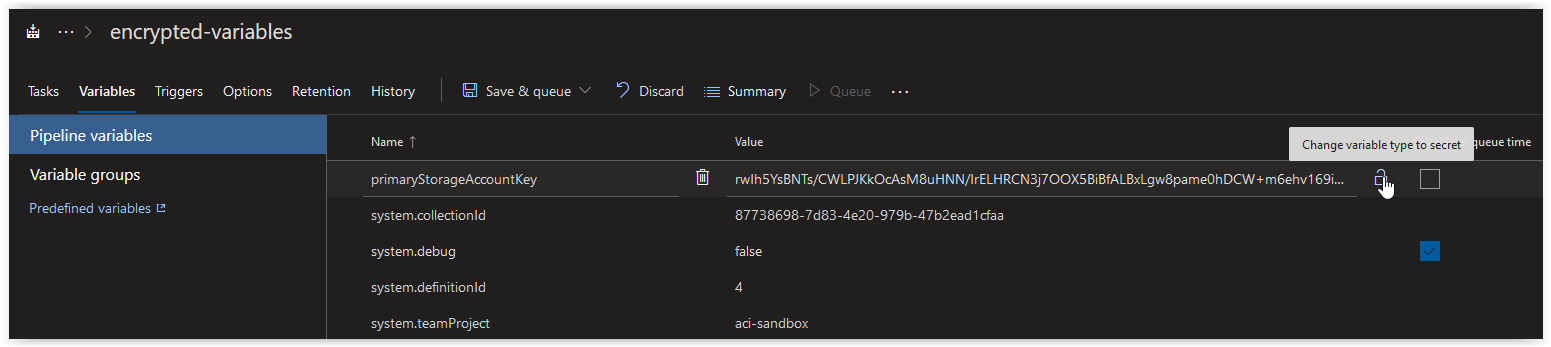 encrypted-variables
Tasks Variables Triggers Options Retention History Save & queue Discard Summary Queue
Pipeline variables
Variable groups
Predefined variables
Name Value Change variable type to secret queue time
primaryStorageAccountKey rwIh5YsBNTs/CWLPJKkOcAsM8uHNN/IrELHRCN3j7OOX5BiBfALBxLgw8pame0hDCW+m6ehv169i...
system.collectionId 87738698-7d83-4e20-979b-47b2ead1cfaa
system.debug false
system.definitionId 4
system.teamProject aci-sandbox